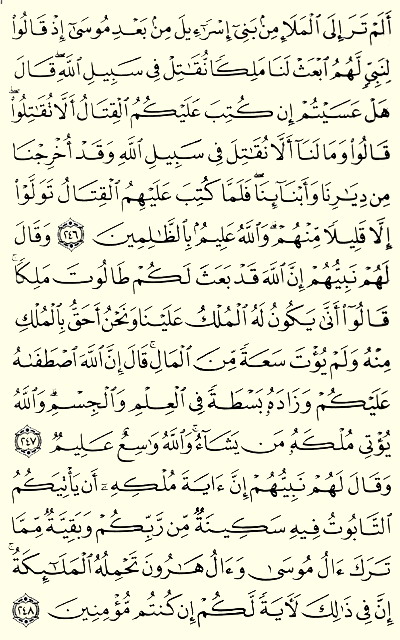 أَلَمْ تَرَ إِلَى ٱلْمَلَإِ مِنۢ بَنِىٓ إِسْرَٰٓءِيلَ مِنۢ بَعْدِ مُوسَىٰٓ إِذْ قَالُوا۟
لِنَبِىٍّ لَّهُمُ ٱبْعَثْ لَنَا مَلِكًا نُّقَٰتِلْ فِى سَبِيلِ ٱللَّهِ ۖ قَالَ
هَلْ عَسَيْتُمْ إِن كُتِبَ عَلَيْكُمُ ٱلْقِتَالُ أَلَّا تُقَٰتِلُوا۟ ۖ
قَالُوا۟ وَمَا لَنَآ أَلَّا نُقَٰتِلَ فِى سَبِيلِ ٱللَّهِ وَقَدْ أُخْرِجْنَا
مِن دِيَٰرِنَا وَأَبْنَآئِنَا ۖ فَلَمَّا كُتِبَ عَلَيْهِمُ ٱلْقِتَالُ تَوَلَّوْا۟
إِلَّا قَلِيلًا مِّنْهُمْ ۗ وَٱللَّهُ عَلِيمٌۢ بِٱلظَّٰلِمِينَ ٢٤٦ وَقَالَ
لَهُمْ نَبِيُّهُمْ إِنَّ ٱللَّهَ قَدْ بَعَثَ لَكُمْ طَالُوتَ مَلِكًا ۚ
قَالُوٓا۟ أَنَّىٰ يَكُونُ لَهُ ٱلْمُلْكُ عَلَيْنَا وَنَحْنُ أَحَقُّ بِٱلْمُلْكِ
مِنْهُ وَلَمْ يُؤْتَ سَعَةً مِّنَ ٱلْمَالِ ۚ قَالَ إِنَّ ٱللَّهَ ٱصْطَفَىٰهُ
عَلَيْكُمْ وَزَادَهُۥ بَسْطَةً فِى ٱلْعِلْمِ وَٱلْجِسْمِ ۖ وَٱللَّهُ
يُؤْتِى مُلْكَهُۥ مَن يَشَآءُ ۚ وَٱللَّهُ وَٰسِعٌ عَلِيمٌ ٢٤٧
وَقَالَ لَهُمْ نَبِيُّهُمْ إِنَّ ءَايَةَ مُلْكِهِۦٓ أَن يَأْتِيَكُمُ
ٱلتَّابُوتُ فِيهِ سَكِينَةٌ مِّن رَّبِّكُمْ وَبَقِيَّةٌ مِّمَّا
تَرَكَ ءَالُ مُوسَىٰ وَءَالُ هَٰرُونَ تَحْمِلُهُ ٱلْمَلَٰٓئِكَةُ ۚ
إِنَّ فِى ذَٰلِكَ لَءَايَةً لَّكُمْ إِن كُنتُم مُّؤْمِنِينَ ٢٤٨